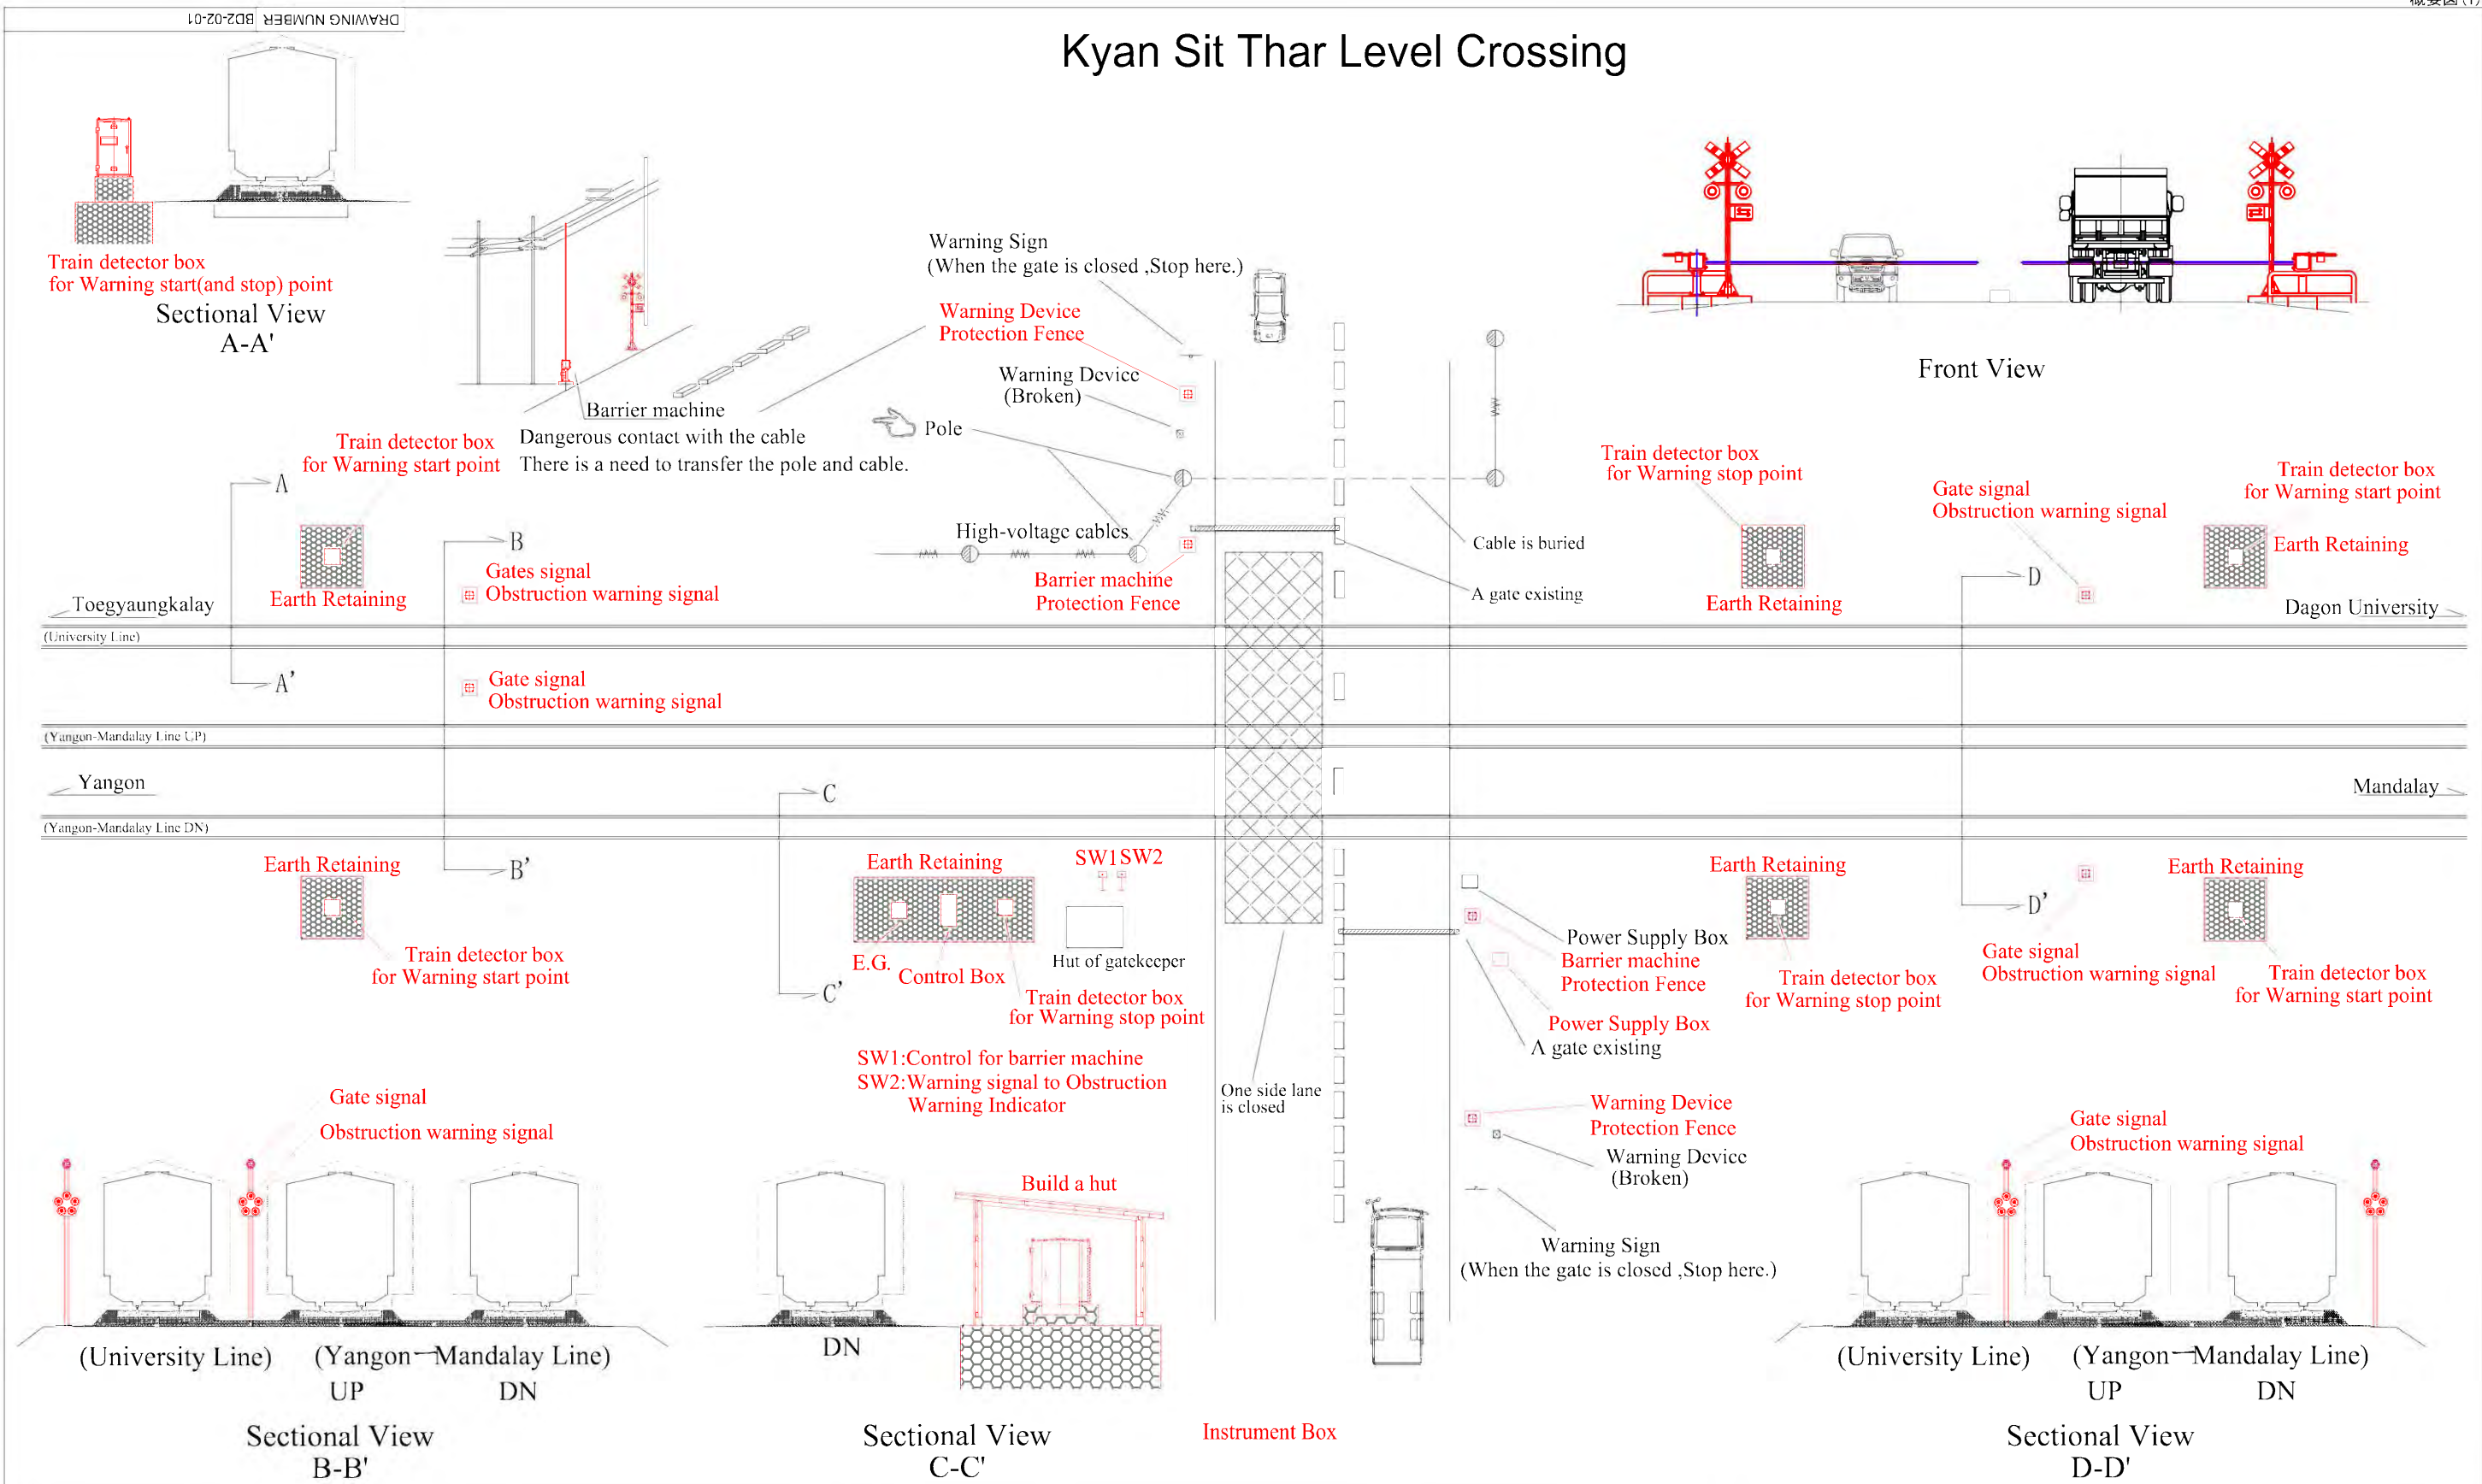 DRAWING NUMBER BD2-02-01
概要図(1)
Kyan Sit Thar Level Crossing
Train detector box
for Warning start(and stop) point
Sectional View
A-A'
Barrier machine
Dangerous contact with the cable
There is a need to transfer the pole and cable.
Warning Sign
(When the gate is closed ,Stop here.)
Warning Device
Protection Fence
Warning Device
(Broken)
Pole
High-voltage cables
Barrier machine
Protection Fence
Cable is buried
A gate existing
Front View
Train detector box
for Warning start point
Earth Retaining
A
A'
B
Gates signal
Obstruction warning signal
Gate signal
Obstruction warning signal
Train detector box
for Warning stop point
Earth Retaining
Gate signal
Obstruction warning signal
D
Train detector box
for Warning start point
Earth Retaining
Toegyaungkalay
Dagon University
(University Line)
(Yangon-Mandalay Line UP)
Yangon
Mandalay
(Yangon-Mandalay Line DN)
B'
Earth Retaining
Train detector box
for Warning start point
C
C'
Earth Retaining
SW1SW2
E.G.
Control Box
Hut of gatekeeper
Train detector box
for Warning stop point
SW1:Control for barrier machine
SW2:Warning signal to Obstruction
Warning Indicator
One side lane
is closed
Power Supply Box
Barrier machine
Protection Fence
Power Supply Box
A gate existing
Warning Device
Protection Fence
Warning Device
(Broken)
Warning Sign
(When the gate is closed ,Stop here.)
Earth Retaining
Train detector box
for Warning stop point
D'
Gate signal
Obstruction warning signal
Earth Retaining
Train detector box
for Warning start point
Gate signal
Obstruction warning signal
(University Line)
(Yangon-Mandalay Line)
UP
DN
Sectional View
B-B'
Build a hut
DN
Sectional View
C-C'
Instrument Box
Gate signal
Obstruction warning signal
(University Line)
(Yangon-Mandalay Line)
UP
DN
Sectional View
D-D'